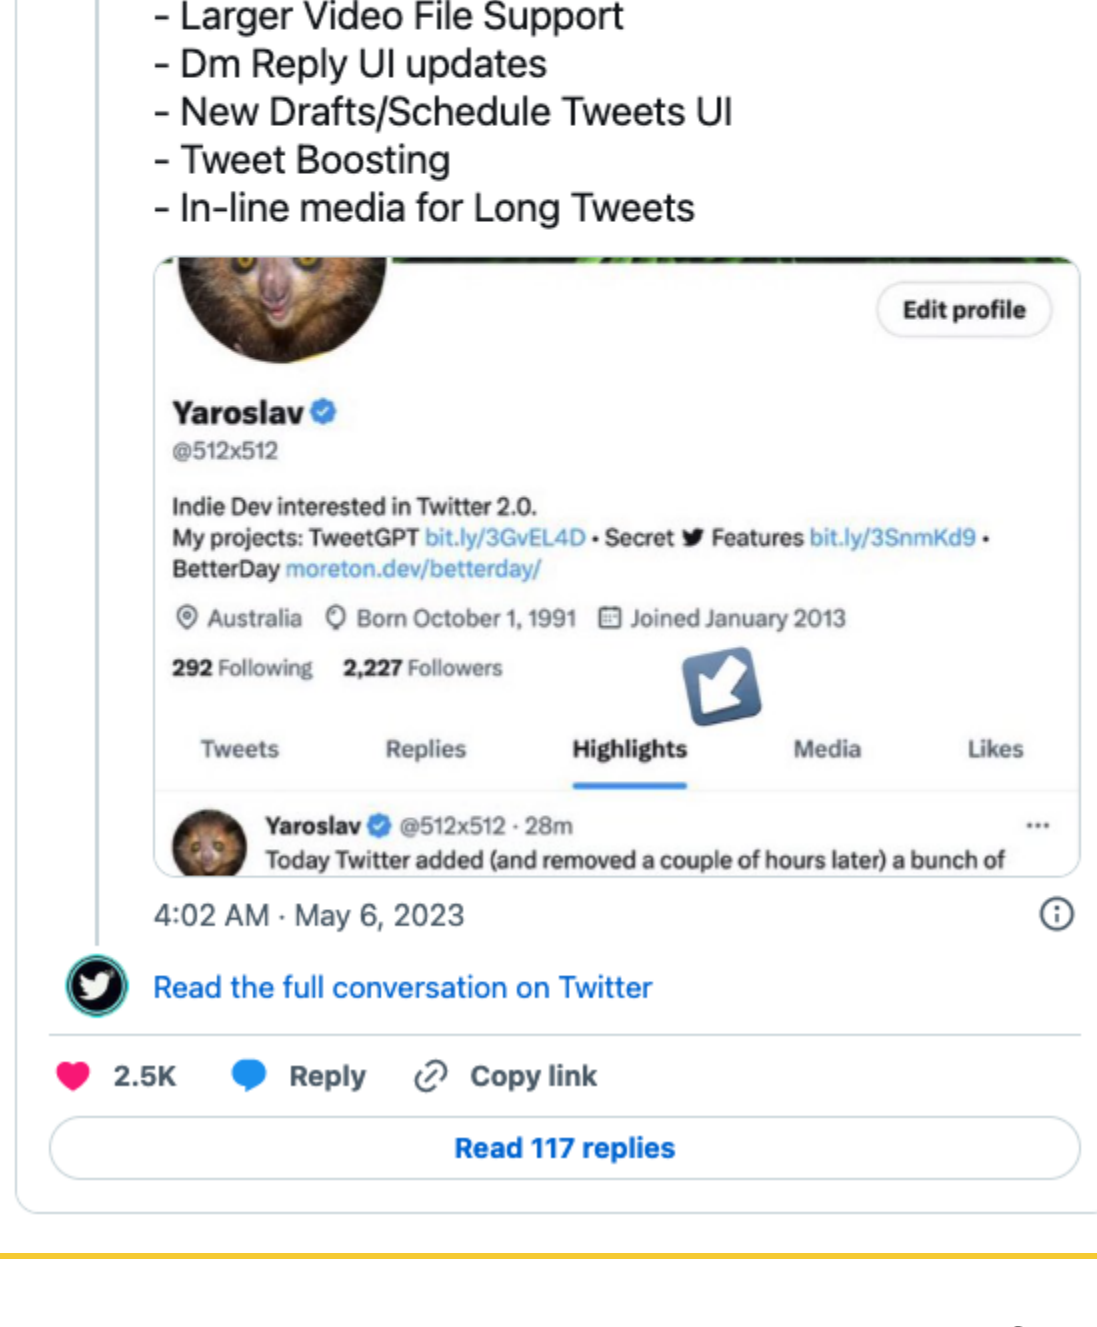 - Larger Video File Support
- Dm Reply UI updates
- New Drafts/Schedule Tweets UI
- Tweet Boosting
- In-line media for Long Tweets
Edit profile
Yaroslav
@512x512
Indie Dev interested in Twitter 2.0.
My projects: TweetGPT bit.ly/3GvEL4D • Secret Features bit.ly/3SnmKd9 •
BetterDay moreton.dev/betterday/
Australia Born October 1, 1991 Joined January 2013
292 Following 2,227 Followers
Tweets Replies Highlights Media Likes
Yaroslav @512x512 · 28m ...
Today Twitter added (and removed a couple of hours later) a bunch of
4:02 AM · May 6, 2023
Read the full conversation on Twitter
2.5K Reply Copy link
Read 117 replies